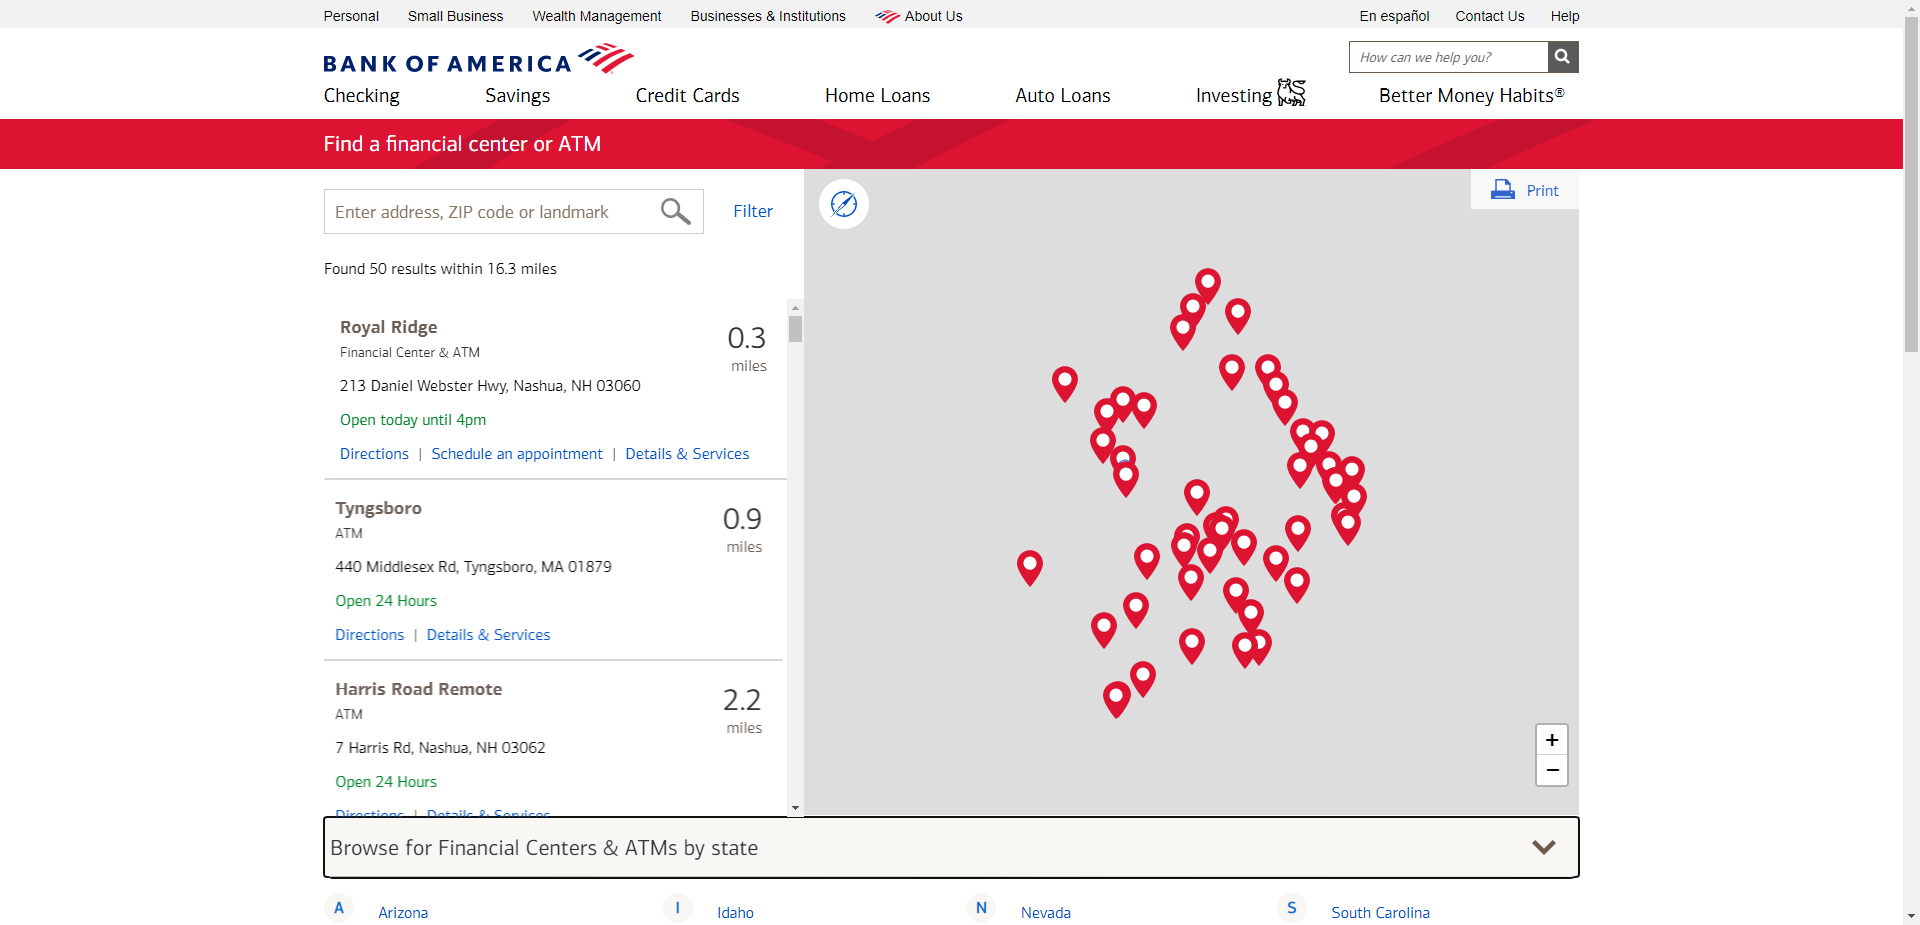 Personal
Small Business
Wealth Management
Businesses & Institutions
About Us
En español
Contact Us
Help
BANK OF AMERICA
How can we help you?
Checking
Savings
Credit Cards
Home Loans
Auto Loans
Investing
Better Money Habits®
Find a financial center or ATM
Enter address, ZIP code or landmark
Filter
Print
Found 50 results within 16.3 miles
Royal Ridge
Financial Center & ATM
0.3
miles
213 Daniel Webster Hwy, Nashua, NH 03060
Open today until 4pm
Directions | Schedule an appointment | Details & Services
Tyngsboro
ATM
0.9
miles
440 Middlesex Rd, Tyngsboro, MA 01879
Open 24 Hours
Directions | Details & Services
Harris Road Remote
ATM
2.2
miles
7 Harris Rd, Nashua, NH 03062
Open 24 Hours
Directions | Details & Services
+
−
Browse for Financial Centers & ATMs by state
A Arizona
I Idaho
N Nevada
S South Carolina